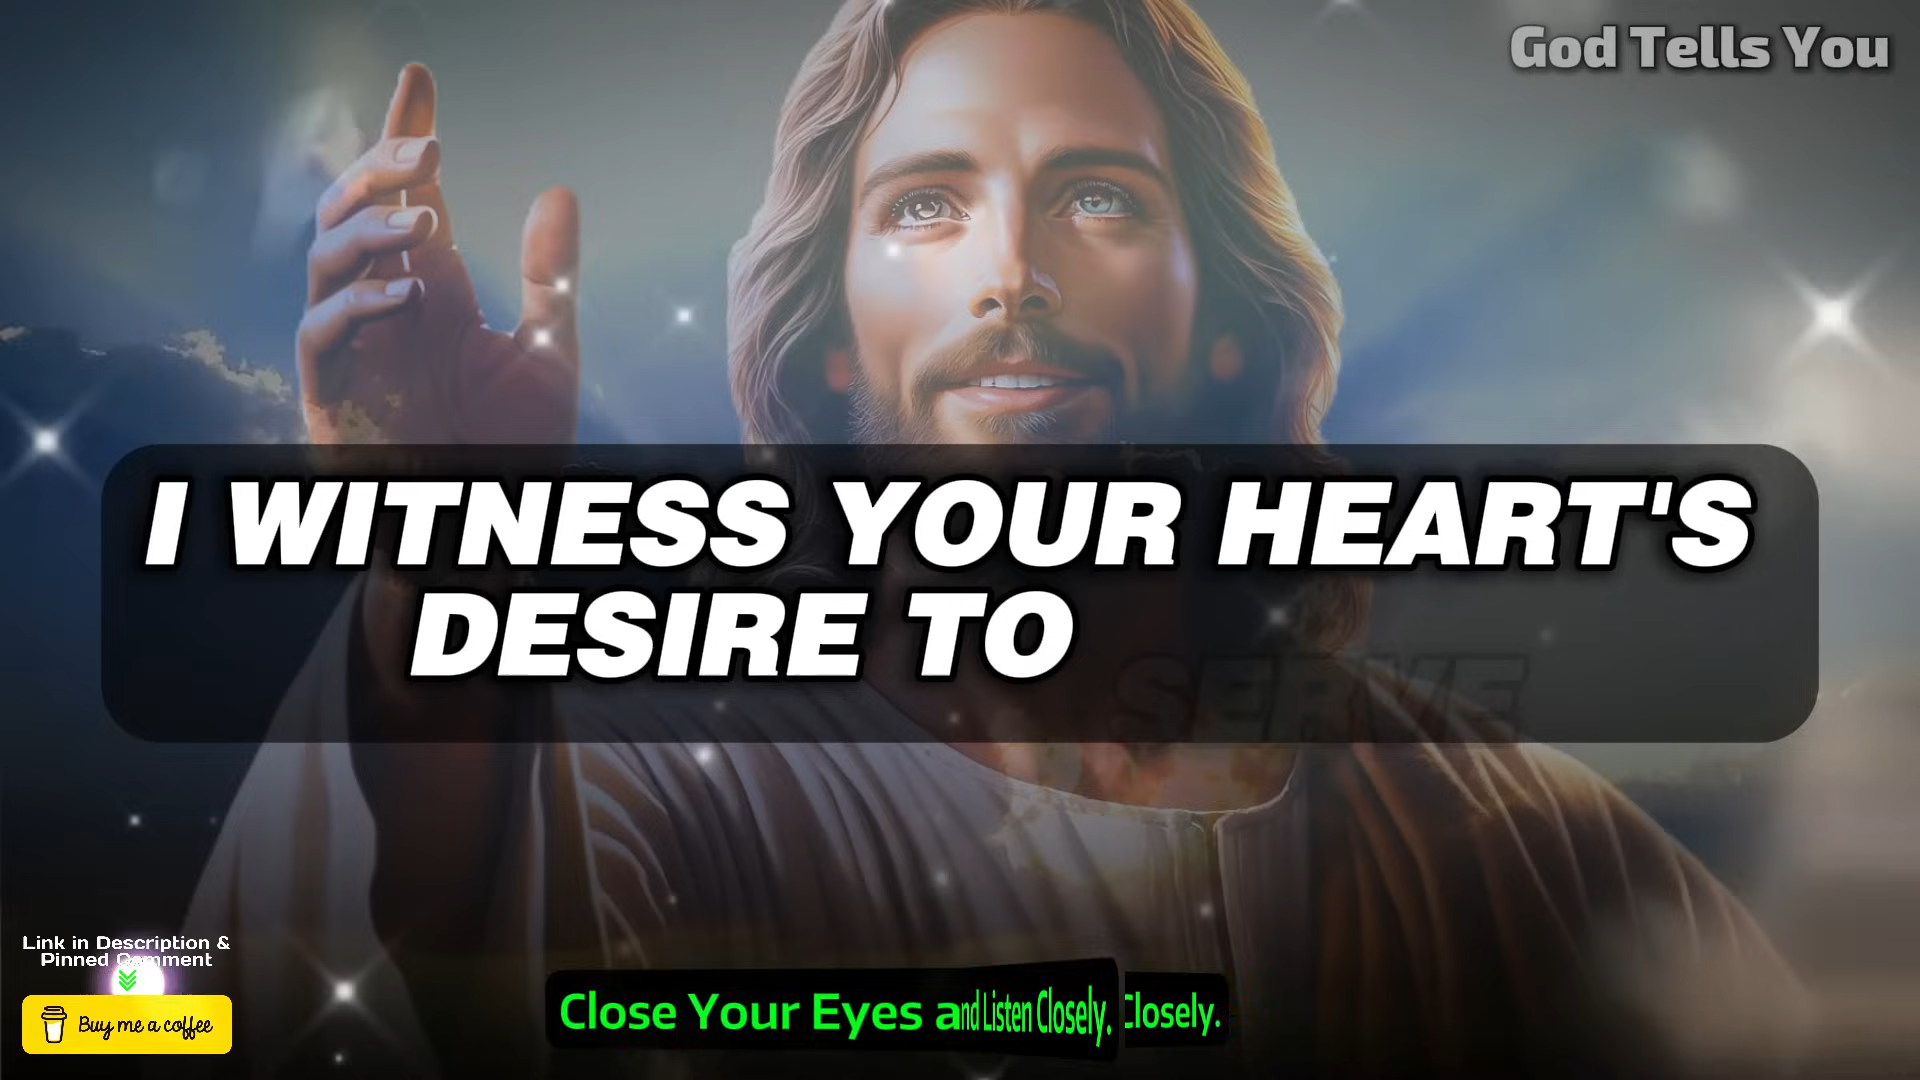 God Tells You
I WITNESS YOUR HEART'S
DESIRE TO
SERVE
Link in Description &
Pinned Comment
Buy me a coffee
Close Your Eyes and Listen Closely. Closely.